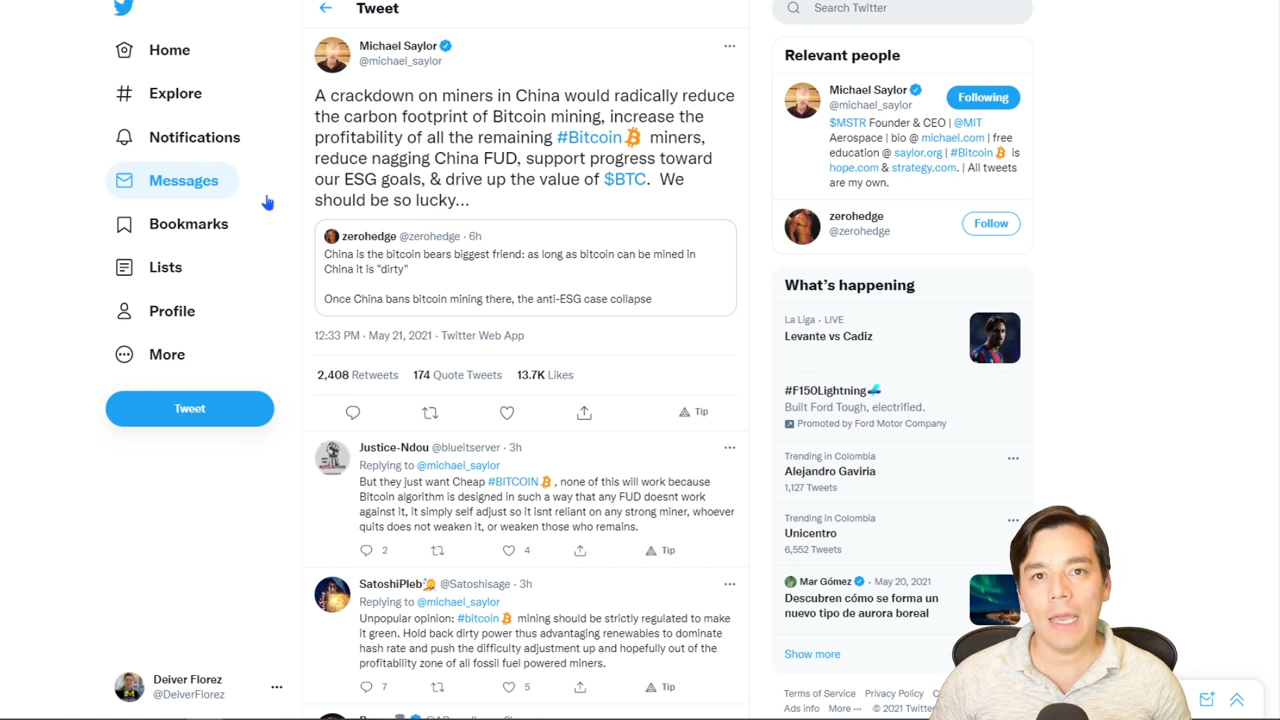 Home
Explore
Notifications
Messages
Bookmarks
Lists
Profile
More
Tweet
Deiver Florez
@DeiverFlorez
Tweet
Michael Saylor
@michael_saylor
A crackdown on miners in China would radically reduce
the carbon footprint of Bitcoin mining, increase the
profitability of all the remaining #Bitcoin miners,
reduce nagging China FUD, support progress toward
our ESG goals, & drive up the value of $BTC. We
should be so lucky...
zerohedge @zerohedge · 6h
China is the bitcoin bears biggest friend: as long as bitcoin can be mined in
China it is "dirty"
Once China bans bitcoin mining there, the anti-ESG case collapse
12:33 PM · May 21, 2021 · Twitter Web App
2,408 Retweets 174 Quote Tweets 13.7K Likes
Tip
Justice-Ndou @blueitserver · 3h
Replying to @michael_saylor
But they just want Cheap #BITCOIN , none of this will work because
Bitcoin algorithm is designed in such a way that any FUD doesnt work
against it, it simply self adjust so it isnt reliant on any strong miner, whoever
quits does not weaken it, or weaken those who remains.
2 4 Tip
SatoshiPleb @Satoshisage · 3h
Replying to @michael_saylor
Unpopular opinion: #bitcoin mining should be strictly regulated to make
it green. Hold back dirty power thus advantaging renewables to dominate
hash rate and push the difficulty adjustment up and hopefully out of the
profitability zone of all fossil fuel powered miners.
7 5 Tip
Search Twitter
Relevant people
Michael Saylor
@michael_saylor
Following
$MSTR Founder & CEO | @MIT
Aerospace | bio @ michael.com | free
education @ saylor.org | #Bitcoin is
hope.com & strategy.com. | All tweets
are my own.
zerohedge
@zerohedge
Follow
What's happening
La Liga · LIVE
Levante vs Cadiz
#F150Lightning
Built Ford Tough, electrified.
Promoted by Ford Motor Company
Trending in Colombia
Alejandro Gaviria
1,127 Tweets
Trending in Colombia
Unicentro
6,552 Tweets
Mar Gómez · May 20, 2021
Descubren cómo se forma un
nuevo tipo de aurora boreal
Show more
Terms of Service Privacy Policy
Ads info More © 2021 Twitter